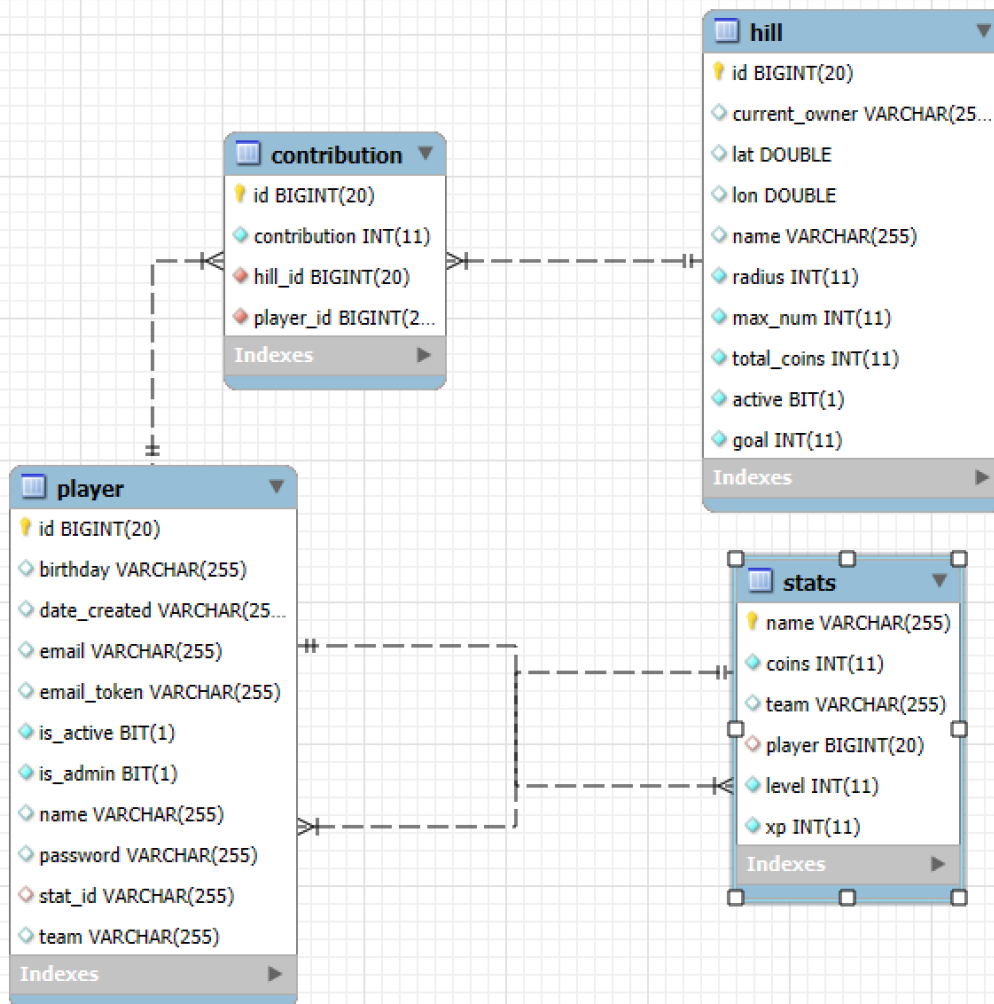 hill
id BIGINT(20)
current_owner VARCHAR(25...
lat DOUBLE
lon DOUBLE
name VARCHAR(255)
radius INT(11)
max_num INT(11)
total_coins INT(11)
active BIT(1)
goal INT(11)
Indexes
contribution
id BIGINT(20)
contribution INT(11)
hill_id BIGINT(20)
player_id BIGINT(2...
Indexes
player
id BIGINT(20)
birthday VARCHAR(255)
date_created VARCHAR(25...
email VARCHAR(255)
email_token VARCHAR(255)
is_active BIT(1)
is_admin BIT(1)
name VARCHAR(255)
password VARCHAR(255)
stat_id VARCHAR(255)
team VARCHAR(255)
Indexes
stats
name VARCHAR(255)
coins INT(11)
team VARCHAR(255)
player BIGINT(20)
level INT(11)
xp INT(11)
Indexes